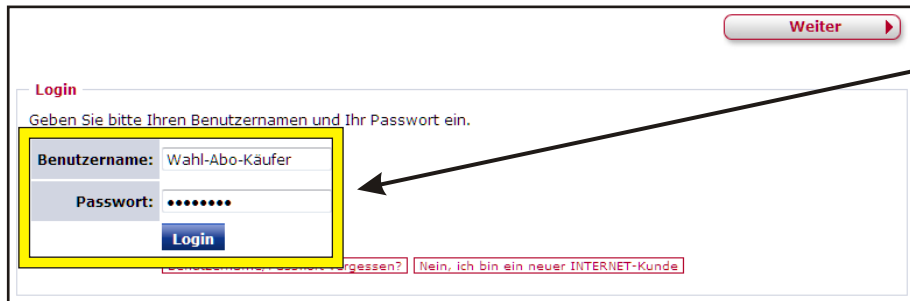 Weiter
Login
Geben Sie bitte Ihren Benutzernamen und Ihr Passwort ein.
Benutzername: Wahl-Abo-Käufer
Passwort: ••••••••
Login
vergessen? Nein, ich bin ein neuer INTERNET-Kunde